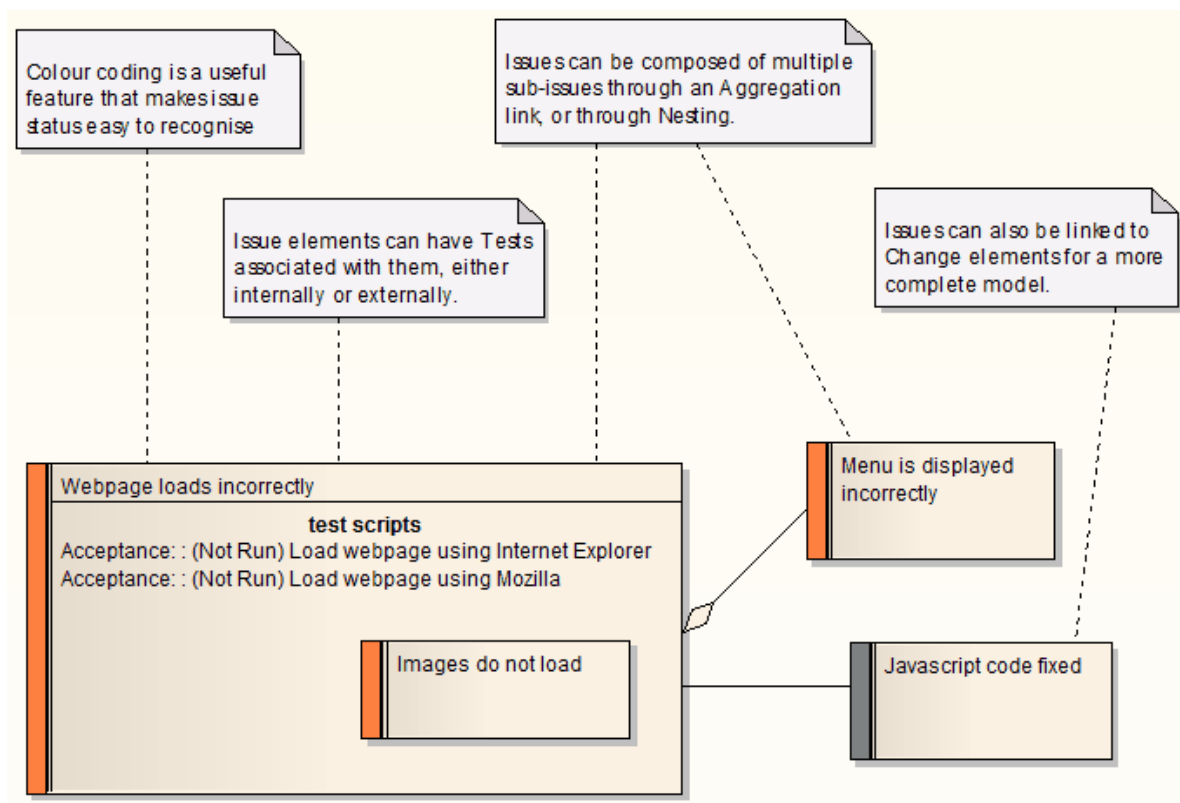 Colour coding is a useful
feature that makes issue
status easy to recognise
Issues can be composed of multiple
sub-issues through an Aggregation
link, or through Nesting.
Issue elements can have Tests
associated with them, either
internally or externally.
Issues can also be linked to
Change elements for a more
complete model.
Webpage loads incorrectly
test scripts
Acceptance: : (Not Run) Load webpage using Internet Explorer
Acceptance: : (Not Run) Load webpage using Mozilla
Images do not load
Menu is displayed
incorrectly
Javascript code fixed